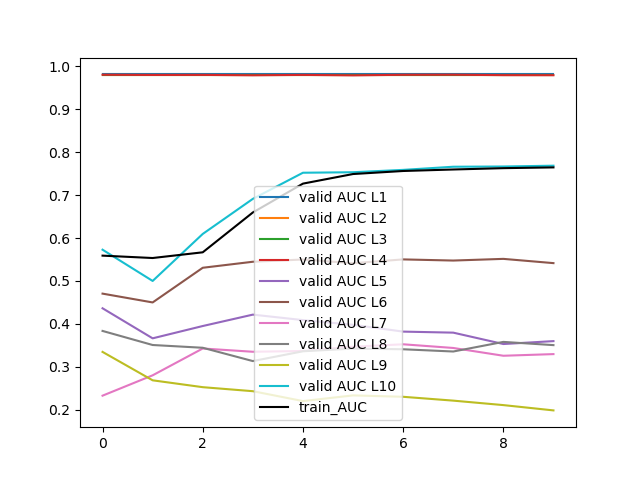 1.0
0.9
0.8
0.7
0.6
0.5
0.4
0.3
0.2
valid AUC L1
valid AUC L2
valid AUC L3
valid AUC L4
valid AUC L5
valid AUC L6
valid AUC L7
valid AUC L8
valid AUC L9
valid AUC L10
train_AUC
0 2 4 6 8